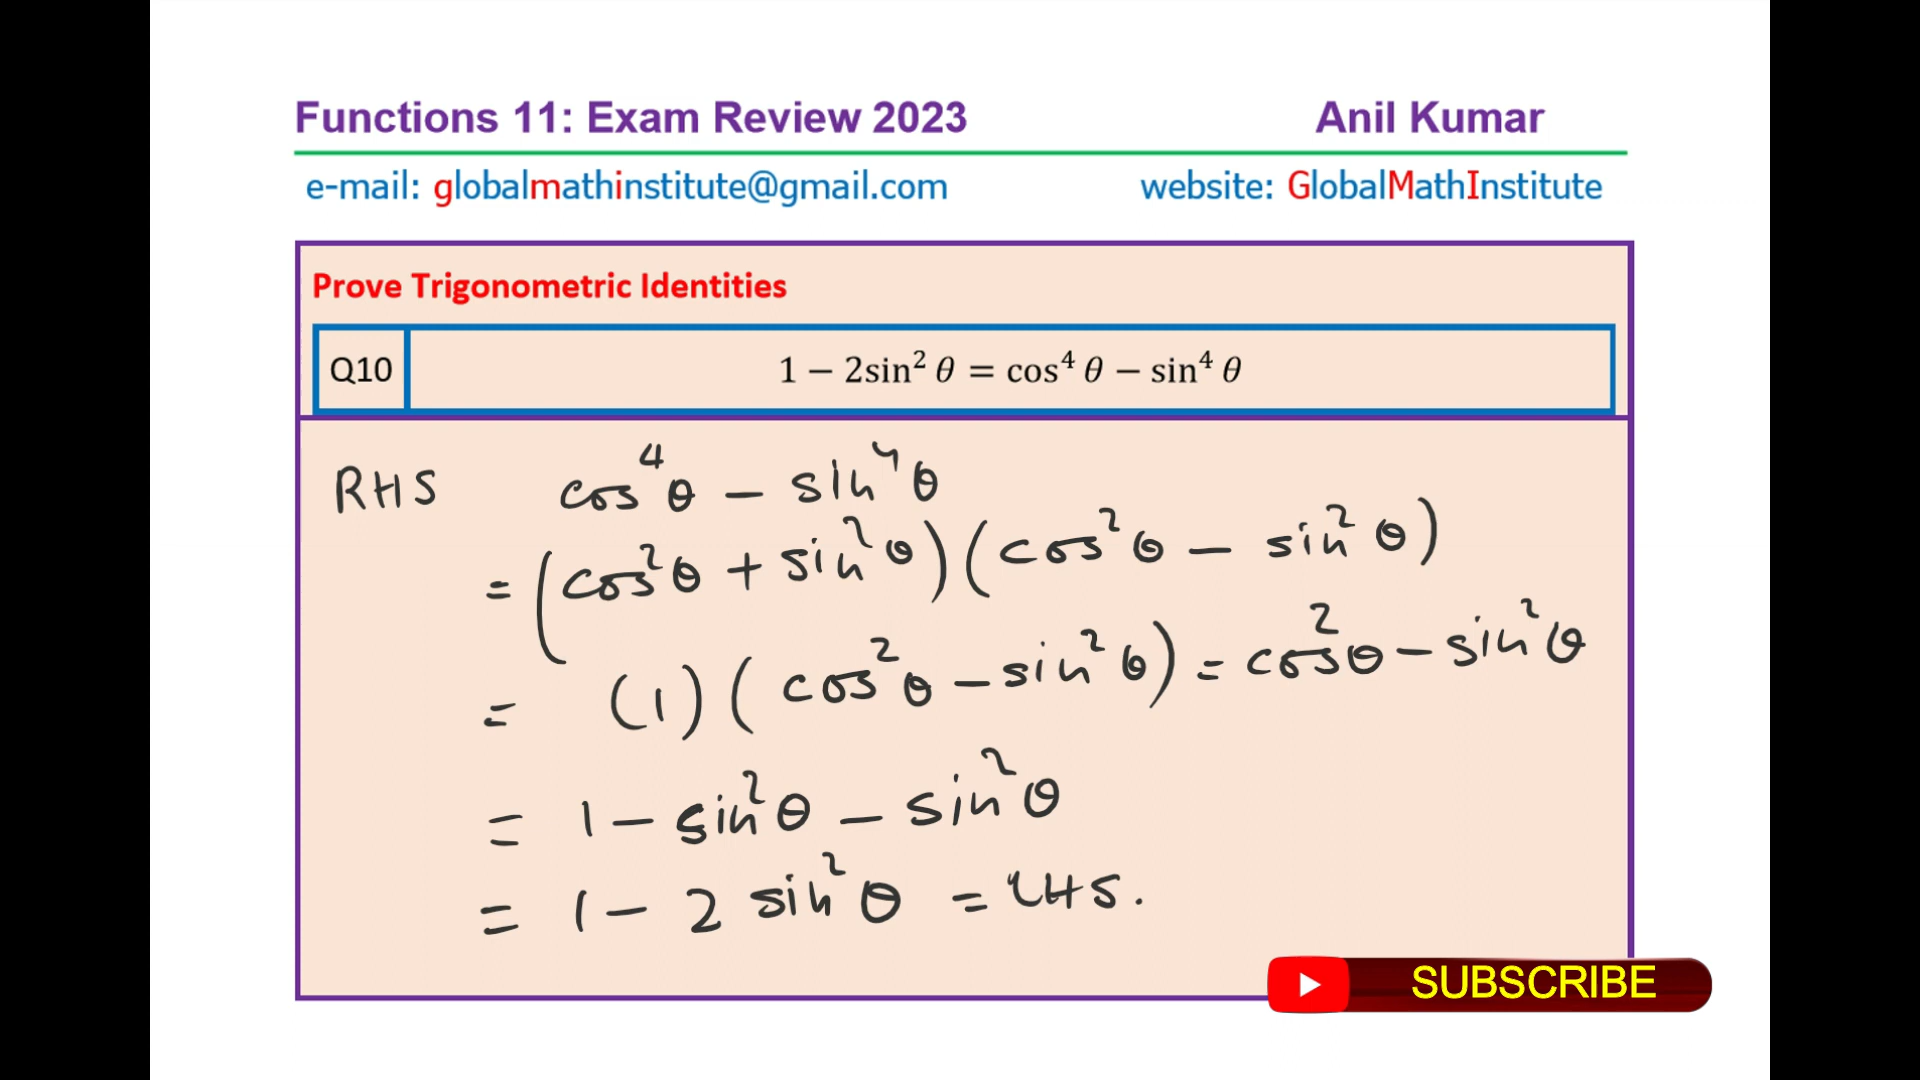 Functions 11: Exam Review 2023 Anil Kumar
e-mail: globalmathinstitute@gmail.com website: GlobalMathInstitute
Prove Trigonometric Identities
Q10 1 − 2sin² θ = cos⁴ θ − sin⁴ θ
RHS cos⁴θ − sin⁴θ
= (cos²θ + sin²θ)(cos²θ − sin²θ)
= (1)(cos²θ − sin²θ) = cos²θ − sin²θ
= 1 − sin²θ − sin²θ
= 1 − 2 sin²θ = LHS.
SUBSCRIBE